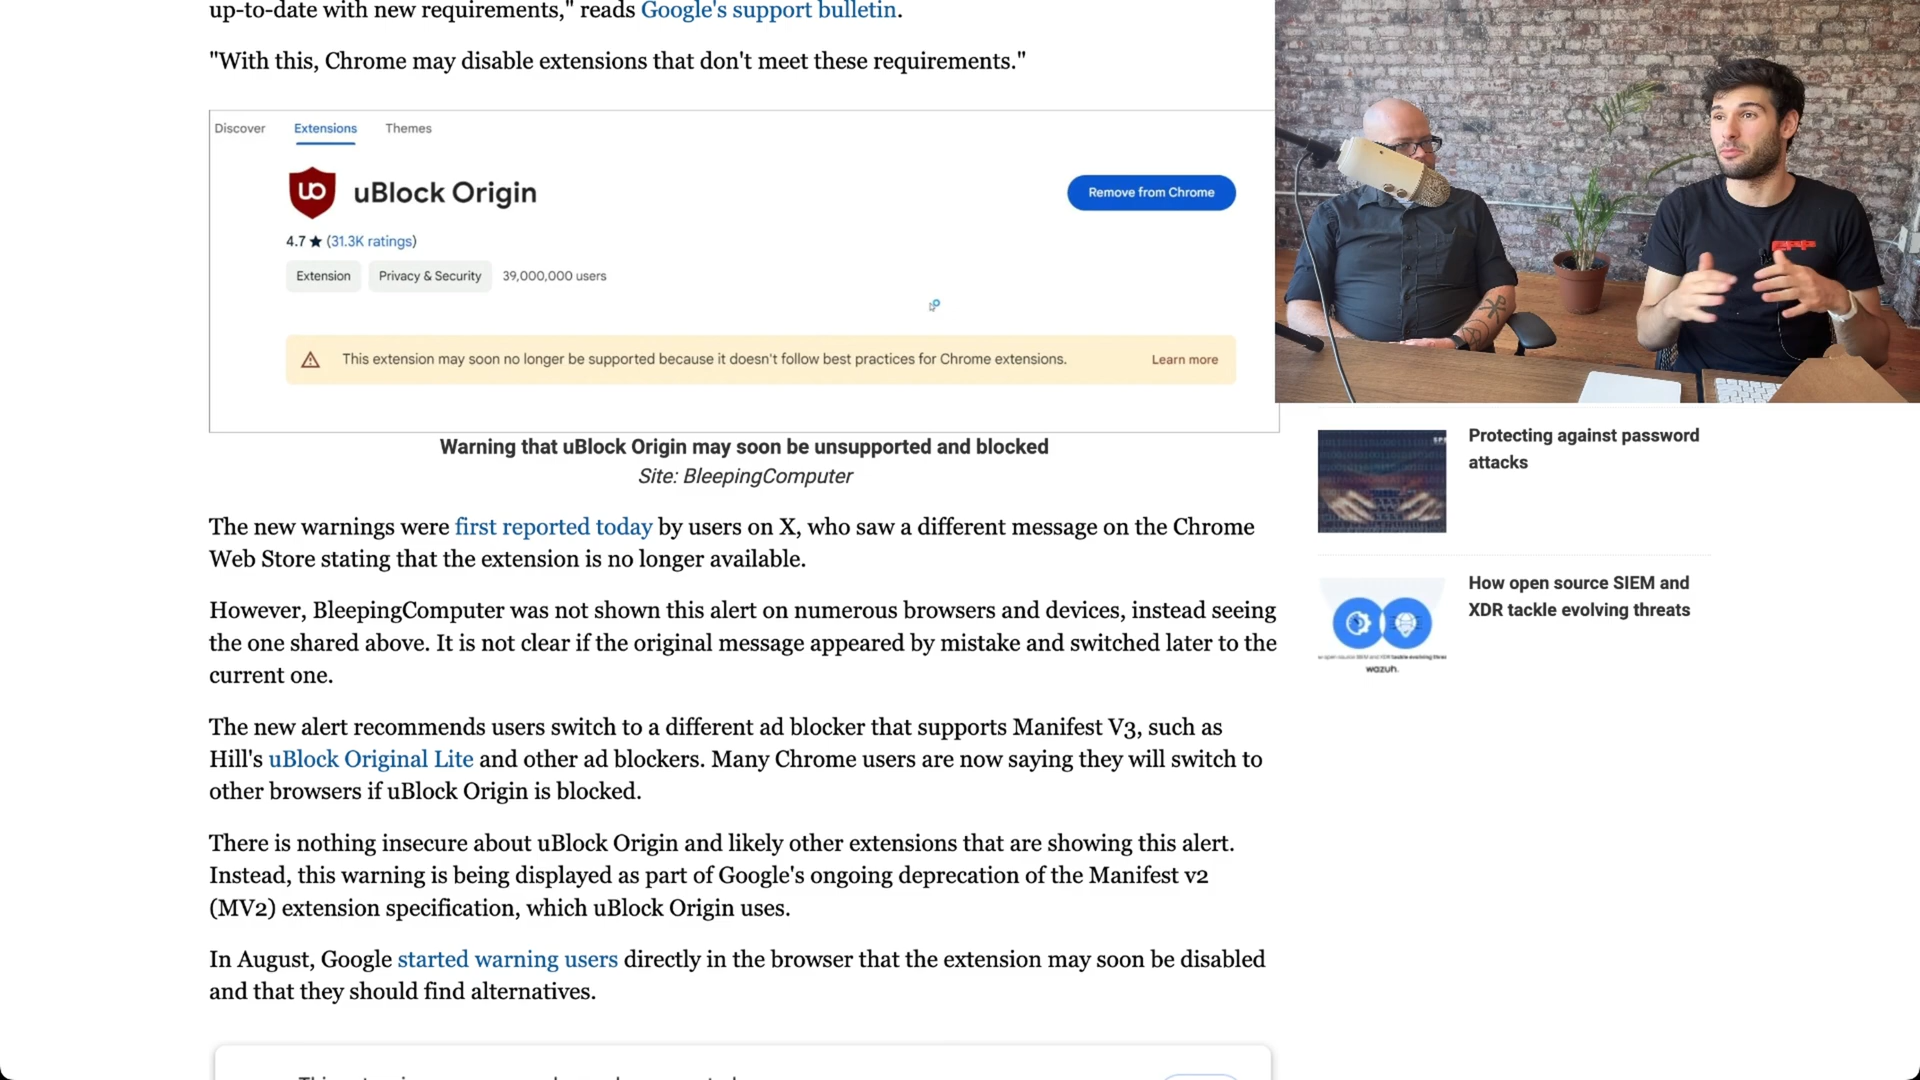 up-to-date with new requirements," reads Google's support bulletin.
"With this, Chrome may disable extensions that don't meet these requirements."
Discover Extensions Themes
uBlock Origin
Remove from Chrome
4.7 ★ (31.3K ratings)
Extension Privacy & Security 39,000,000 users
This extension may soon no longer be supported because it doesn't follow best practices for Chrome extensions. Learn more
Warning that uBlock Origin may soon be unsupported and blocked
Site: BleepingComputer
The new warnings were first reported today by users on X, who saw a different message on the Chrome
Web Store stating that the extension is no longer available.
However, BleepingComputer was not shown this alert on numerous browsers and devices, instead seeing
the one shared above. It is not clear if the original message appeared by mistake and switched later to the
current one.
The new alert recommends users switch to a different ad blocker that supports Manifest V3, such as
Hill's uBlock Original Lite and other ad blockers. Many Chrome users are now saying they will switch to
other browsers if uBlock Origin is blocked.
There is nothing insecure about uBlock Origin and likely other extensions that are showing this alert.
Instead, this warning is being displayed as part of Google's ongoing deprecation of the Manifest v2
(MV2) extension specification, which uBlock Origin uses.
In August, Google started warning users directly in the browser that the extension may soon be disabled
and that they should find alternatives.
Protecting against password
attacks
How open source SIEM and
XDR tackle evolving threats
wazuh.